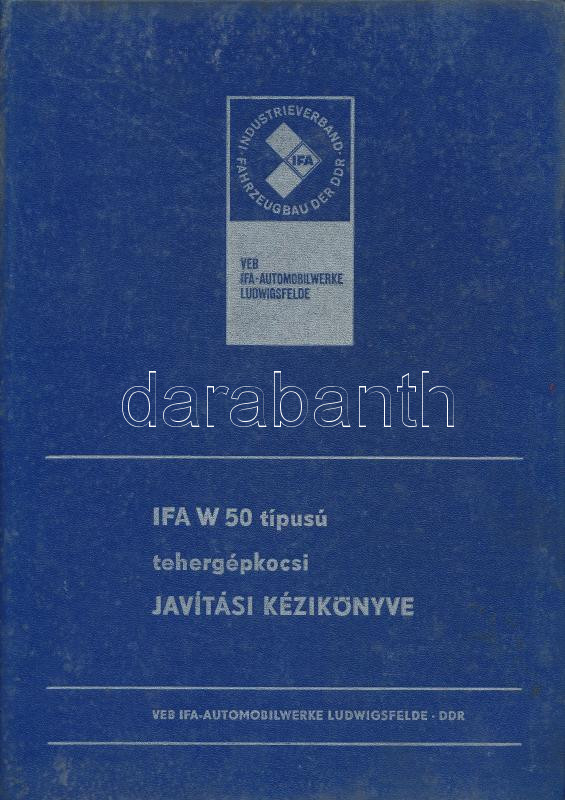 · INDUSTRIEVERBAND ·
FAHRZEUGBAU DER DDR
IFA
VEB
IFA-AUTOMOBILWERKE
LUDWIGSFELDE
darabanth
IFA W 50 típusú
tehergépkocsi
JAVÍTÁSI KÉZIKÖNYVE
VEB IFA-AUTOMOBILWERKE LUDWIGSFELDE · DDR